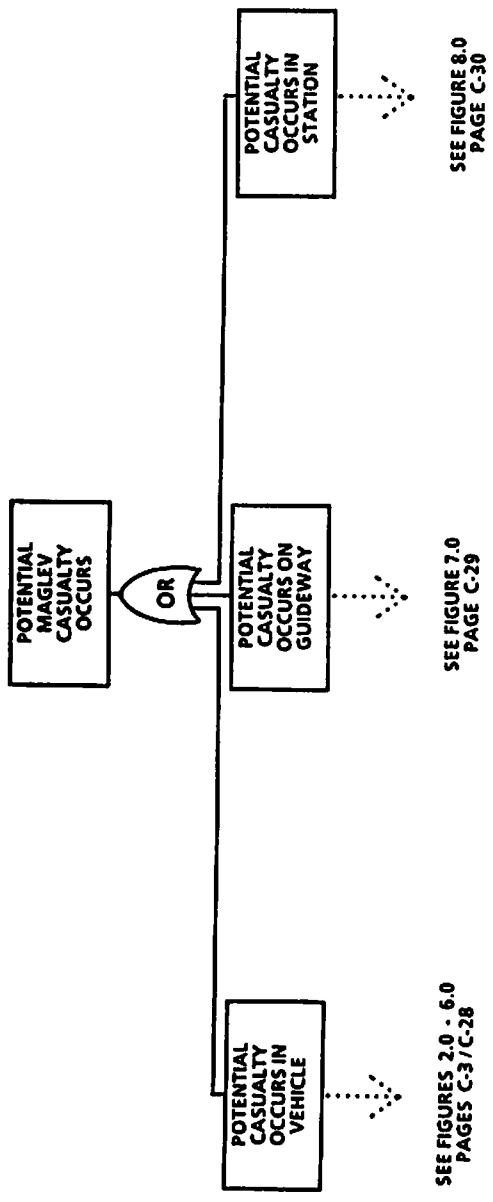 POTENTIAL
MAGLEV
CASUALTY
OCCURS
OR
POTENTIAL
CASUALTY
OCCURS IN
VEHICLE
POTENTIAL
CASUALTY
OCCURS ON
GUIDEWAY
POTENTIAL
CASUALTY
OCCURS IN
STATION
SEE FIGURES 2.0 - 6.0
PAGES C-3 / C-28
SEE FIGURE 7.0
PAGE C-29
SEE FIGURE 8.0
PAGE C-30